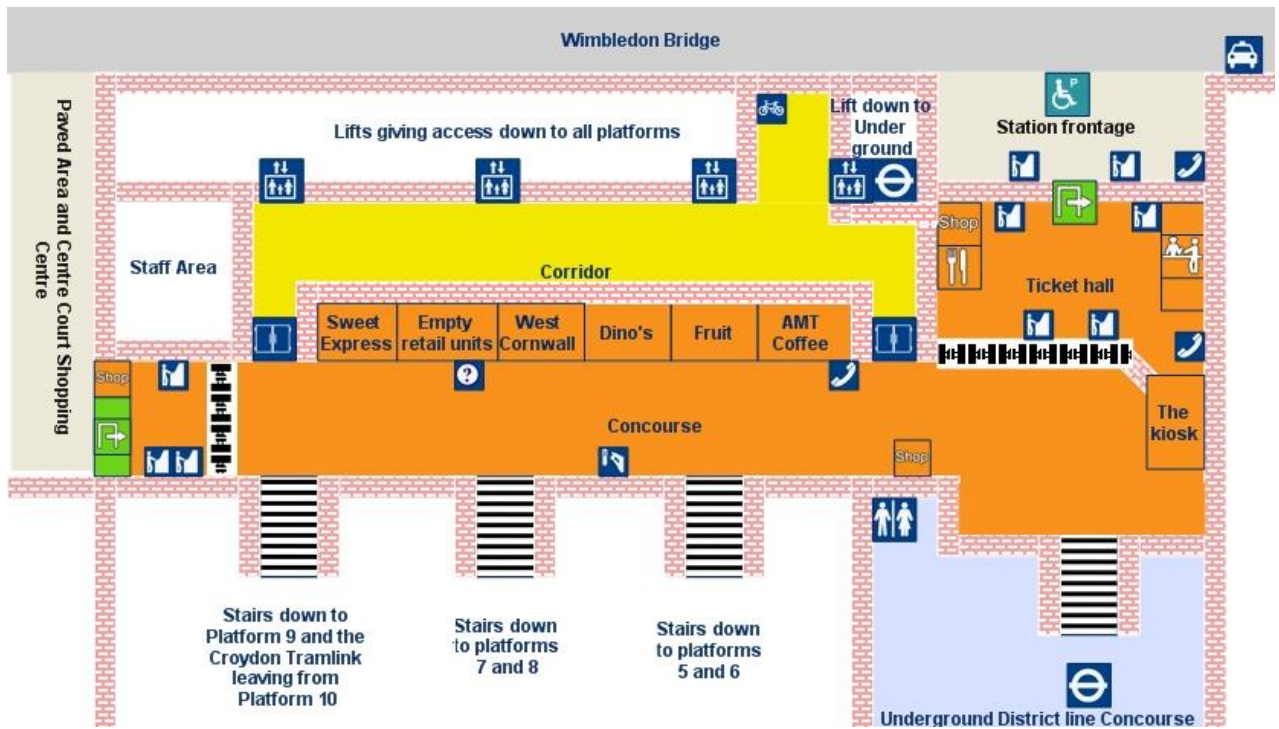 Wimbledon Bridge
P
Paved Area and Centre Court Shopping
Centre
Lifts giving access down to all platforms
Lift down to
Under
ground
Station frontage
Staff Area
Corridor
Shop
Ticket hall
Sweet
Express
Empty
retail units
West
Cornwall
Dino's
Fruit
AMT
Coffee
Shop
?
Concourse
The
kiosk
Shop
Stairs down to
Platform 9 and the
Croydon Tramlink
leaving from
Platform 10
Stairs down
to platforms
7 and 8
Stairs down
to platforms
5 and 6
Underground District line Concourse